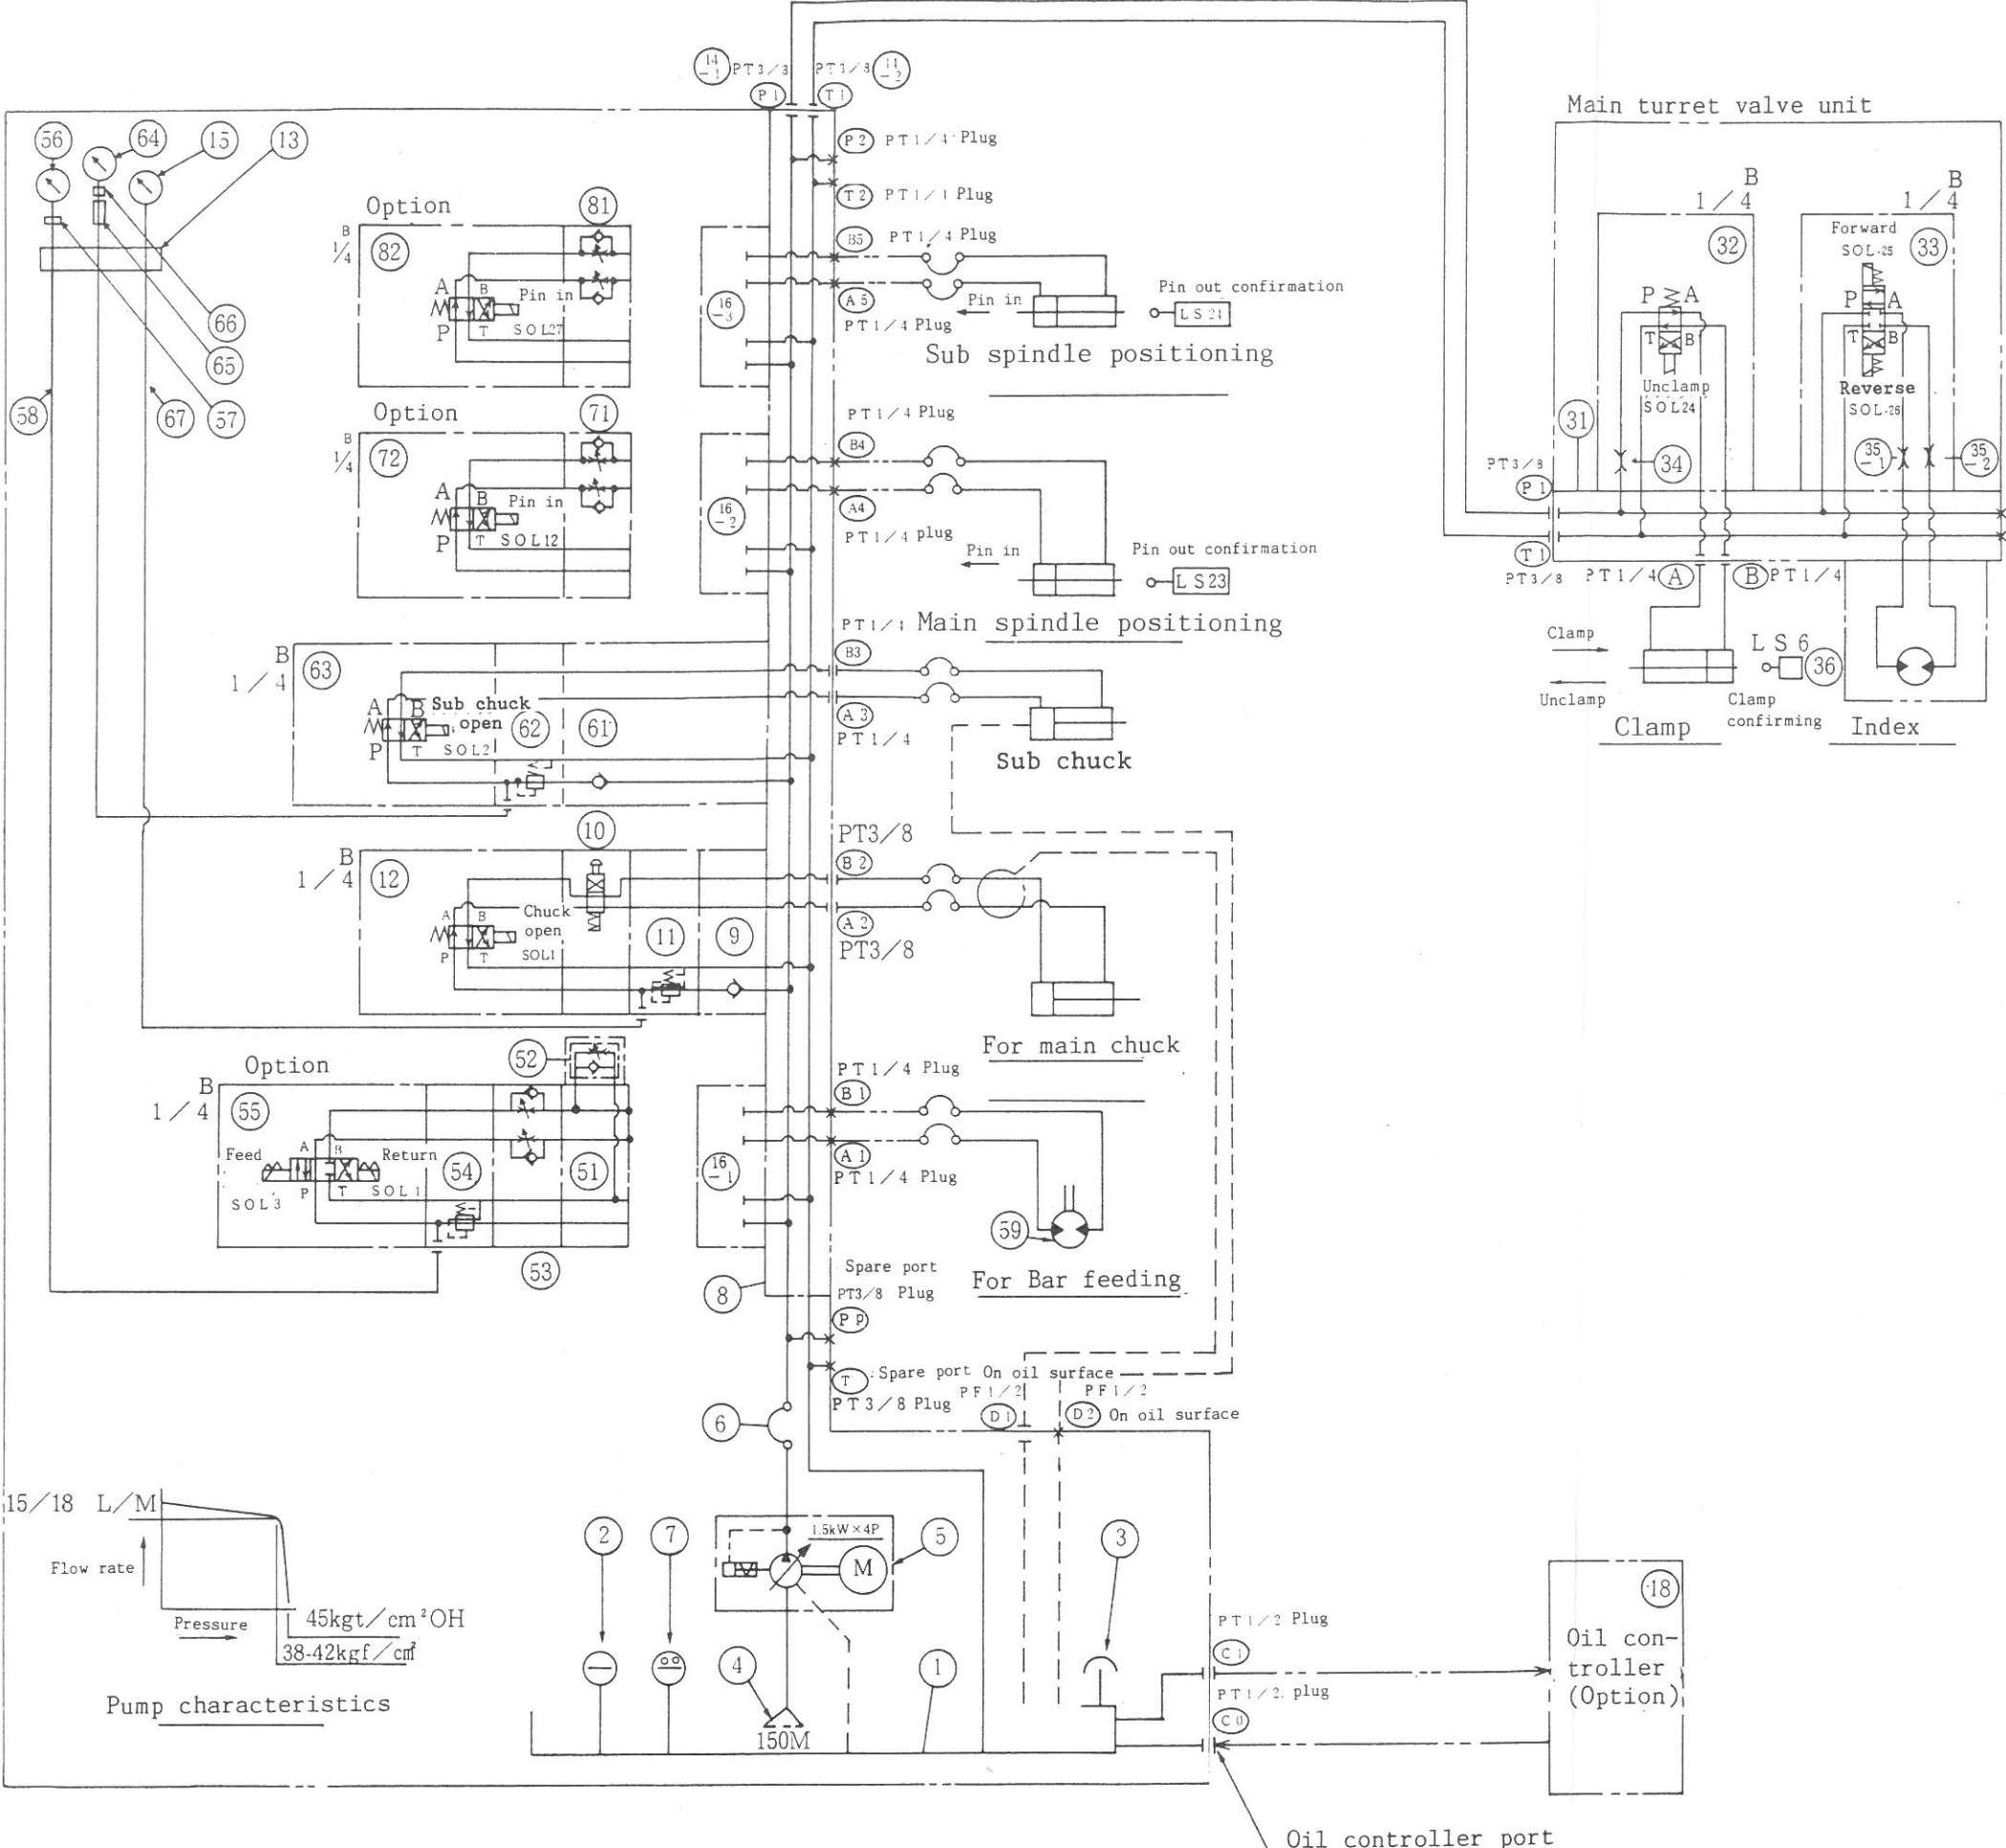 14-1 PT3/8 PT3/8 11-2
P1 T1
Main turret valve unit
56 64 15 13
P2 PT1/4 Plug
T2 PT1/1 Plug
Option 81
B 1/4 82
A B Pin in
P T SOL27
66
65
58 67 57
16-3
B5 PT1/4 Plug
A5 Pin in
PT1/4 Plug
Pin out confirmation
LS21
Sub spindle positioning
B 1/4 B 1/4
32 Forward 33
SOL-25
P A P A
T B T B
Unclamp Reverse
SOL24 SOL-26
31
34 35-1 35-2
PT3/8
P1
T1
PT3/8 PT1/4 A B PT1/4
Option 71
B 1/4 72
A B Pin in
P T SOL12
16-2
PT1/4 Plug
B4
A4
PT1/4 plug
Pin in
Pin out confirmation
LS23
PT1/1 Main spindle positioning
Clamp
LS6
36
Unclamp
Clamp confirming
Clamp Index
B 1/4 63
A B Sub chuck open 62 61
P T SOL2
B3
A3
PT1/4
Sub chuck
10
B 1/4 12
A B Chuck open
P T SOL1
11 9
PT3/8
B2
A2
PT3/8
For main chuck
Option 52
B 1/4 55
Feed A B Return 54 51
SOL3 P T SOL1
53
16-1
PT1/4 Plug
B1
A1
PT1/4 Plug
59
For Bar feeding
8
Spare port
PT3/8 Plug
PP
T :Spare port On oil surface
PT3/8 Plug
PF1/2 PF1/2
D1 D2 On oil surface
6
15/18 L/M
Flow rate
Pressure
45kgt/cm²OH
38-42kgf/cm²
Pump characteristics
2 7
1.5kW×4P
M 5
3
4
150M
1
PT1/2 Plug
C1
PT1/2. plug
C0
18
Oil con-
troller
(Option)
Oil controller port